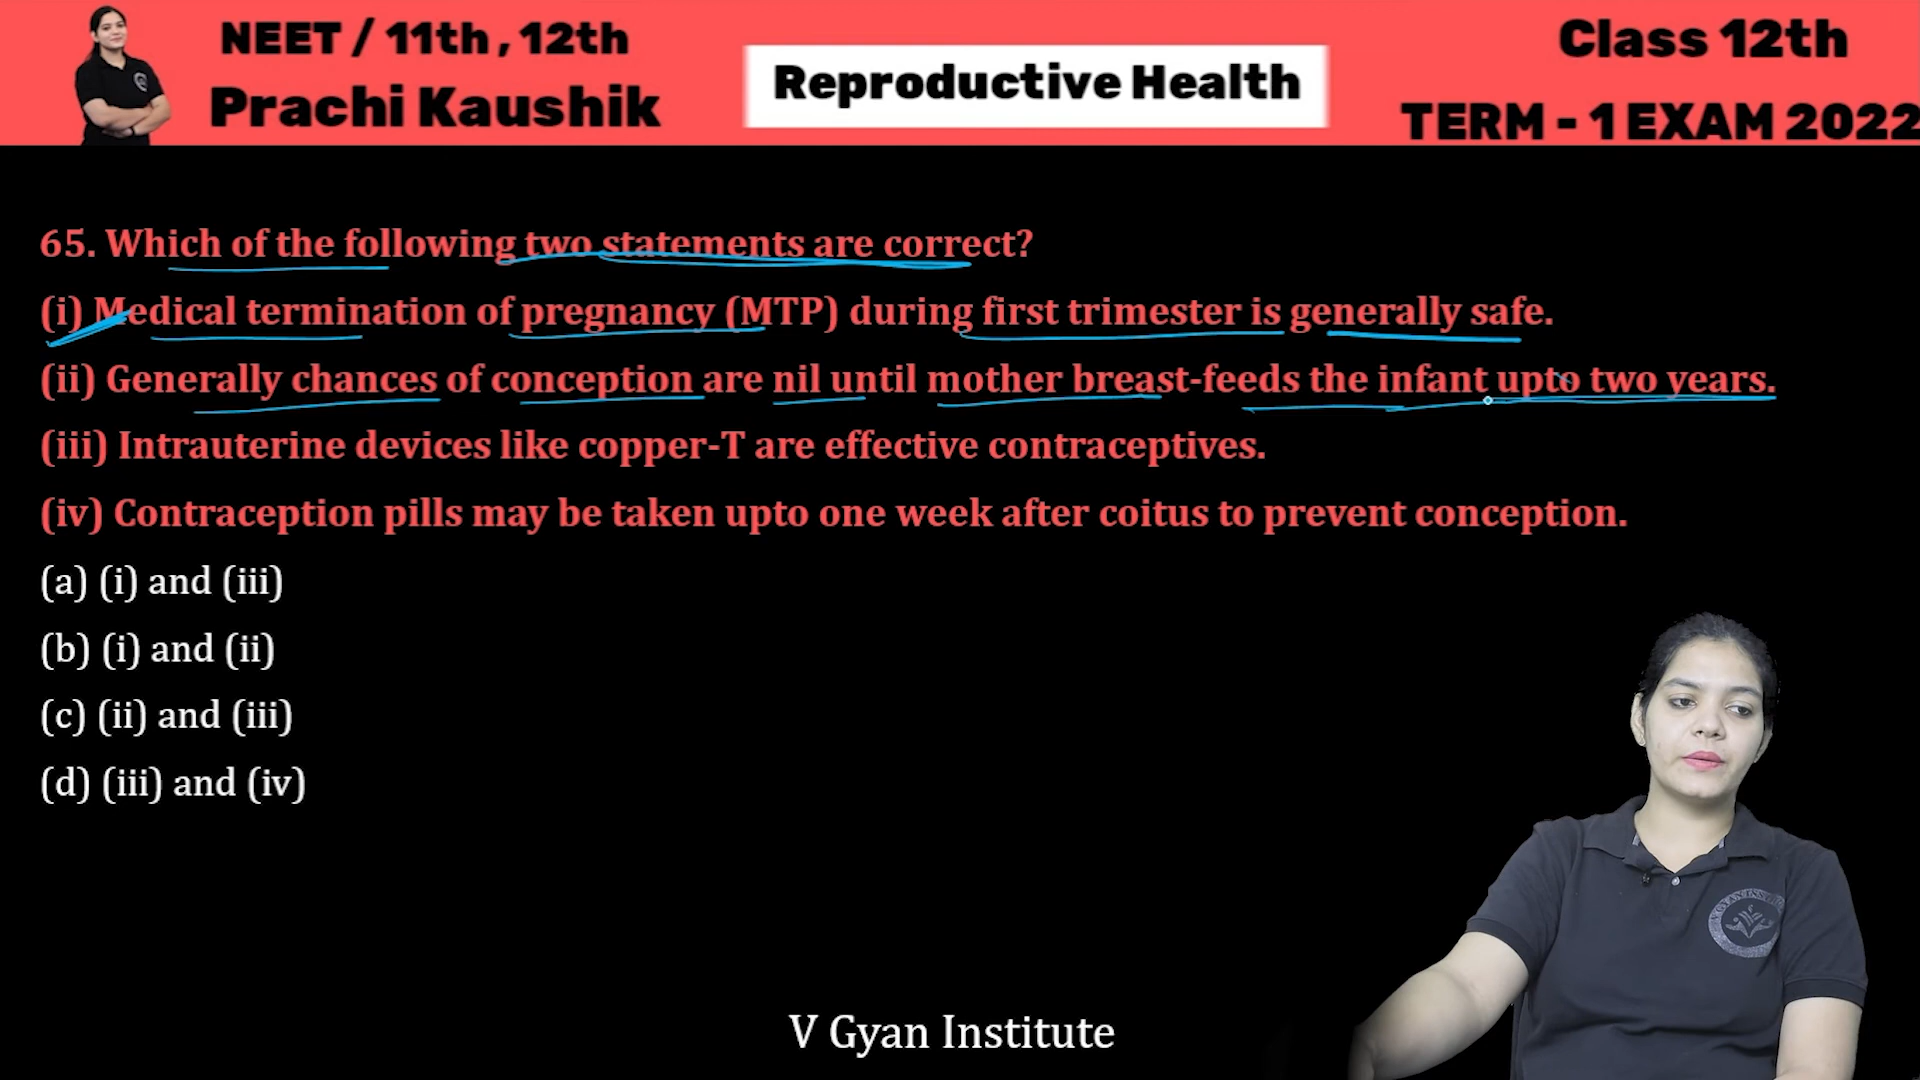 NEET / 11th , 12th
Prachi Kaushik
Reproductive Health
Class 12th
TERM - 1 EXAM 2022
65. Which of the following two statements are correct?
(i) Medical termination of pregnancy (MTP) during first trimester is generally safe.
(ii) Generally chances of conception are nil until mother breast-feeds the infant upto two years.
(iii) Intrauterine devices like copper-T are effective contraceptives.
(iv) Contraception pills may be taken upto one week after coitus to prevent conception.
(a) (i) and (iii)
(b) (i) and (ii)
(c) (ii) and (iii)
(d) (iii) and (iv)
V Gyan Institute